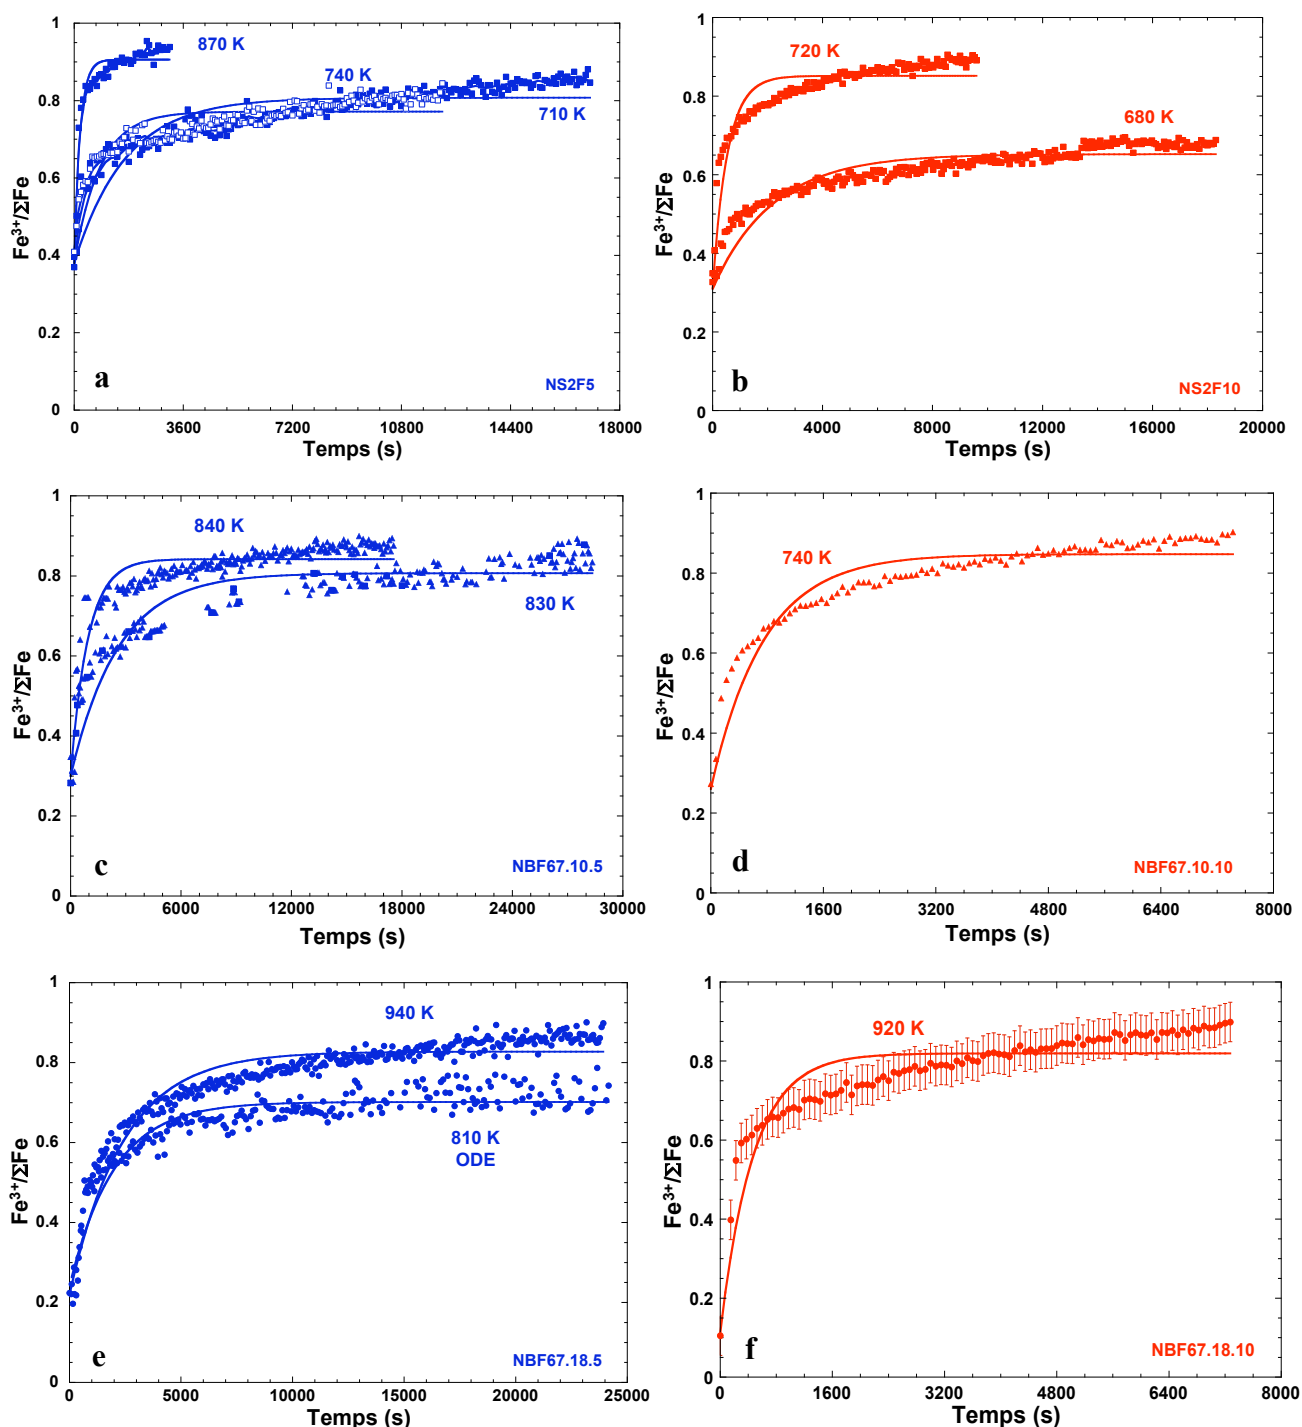 1
0.8
0.6
0.4
0.2
0
Fe³⁺/ΣFe
870 K
740 K
710 K
a
NS2F5
0 3600 7200 10800 14400 18000
Temps (s)
1
0.8
0.6
0.4
0.2
0
Fe³⁺/ΣFe
720 K
680 K
b
NS2F10
0 4000 8000 12000 16000 20000
Temps (s)
1
0.8
0.6
0.4
0.2
0
Fe³⁺/ΣFe
840 K
830 K
c
NBF67.10.5
0 6000 12000 18000 24000 30000
Temps (s)
1
0.8
0.6
0.4
0.2
0
Fe³⁺/ΣFe
740 K
d
NBF67.10.10
0 1600 3200 4800 6400 8000
Temps (s)
1
0.8
0.6
0.4
0.2
0
Fe³⁺/ΣFe
940 K
810 K
ODE
e
NBF67.18.5
0 5000 10000 15000 20000 25000
Temps (s)
1
0.8
0.6
0.4
0.2
0
Fe³⁺/ΣFe
920 K
f
NBF67.18.10
0 1600 3200 4800 6400 8000
Temps (s)